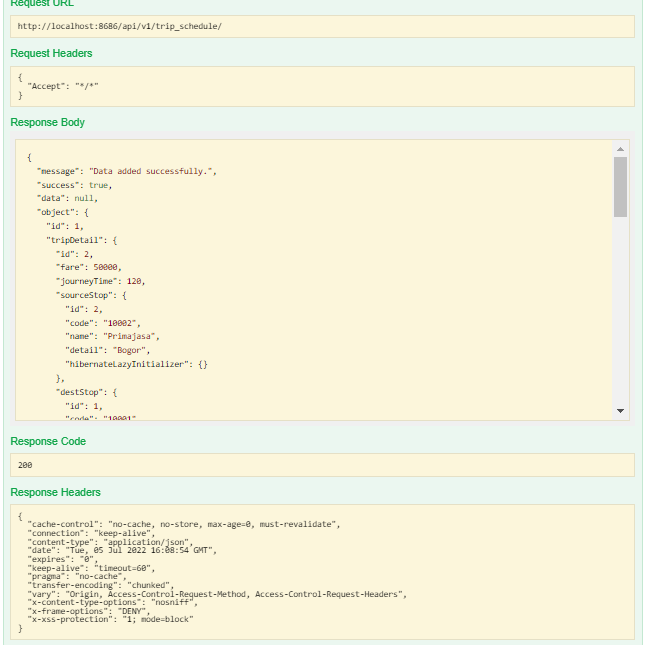 Request URL
http://localhost:8686/api/v1/trip_schedule/
Request Headers
{
"Accept": "*/*"
}
Response Body
{
"message": "Data added successfully.",
"success": true,
"data": null,
"object": {
"id": 1,
"tripDetail": {
"id": 2,
"fare": 50000,
"journeyTime": 120,
"sourceStop": {
"id": 2,
"code": "10002",
"name": "Primajasa",
"detail": "Bogor",
"hibernateLazyInitializer": {}
},
"destStop": {
"id": 1,
"code": "10001",
Response Code
200
Response Headers
{
"cache-control": "no-cache, no-store, max-age=0, must-revalidate",
"connection": "keep-alive",
"content-type": "application/json",
"date": "Tue, 05 Jul 2022 16:08:54 GMT",
"expires": "0",
"keep-alive": "timeout=60",
"pragma": "no-cache",
"transfer-encoding": "chunked",
"vary": "Origin, Access-Control-Request-Method, Access-Control-Request-Headers",
"x-content-type-options": "nosniff",
"x-frame-options": "DENY",
"x-xss-protection": "1; mode=block"
}